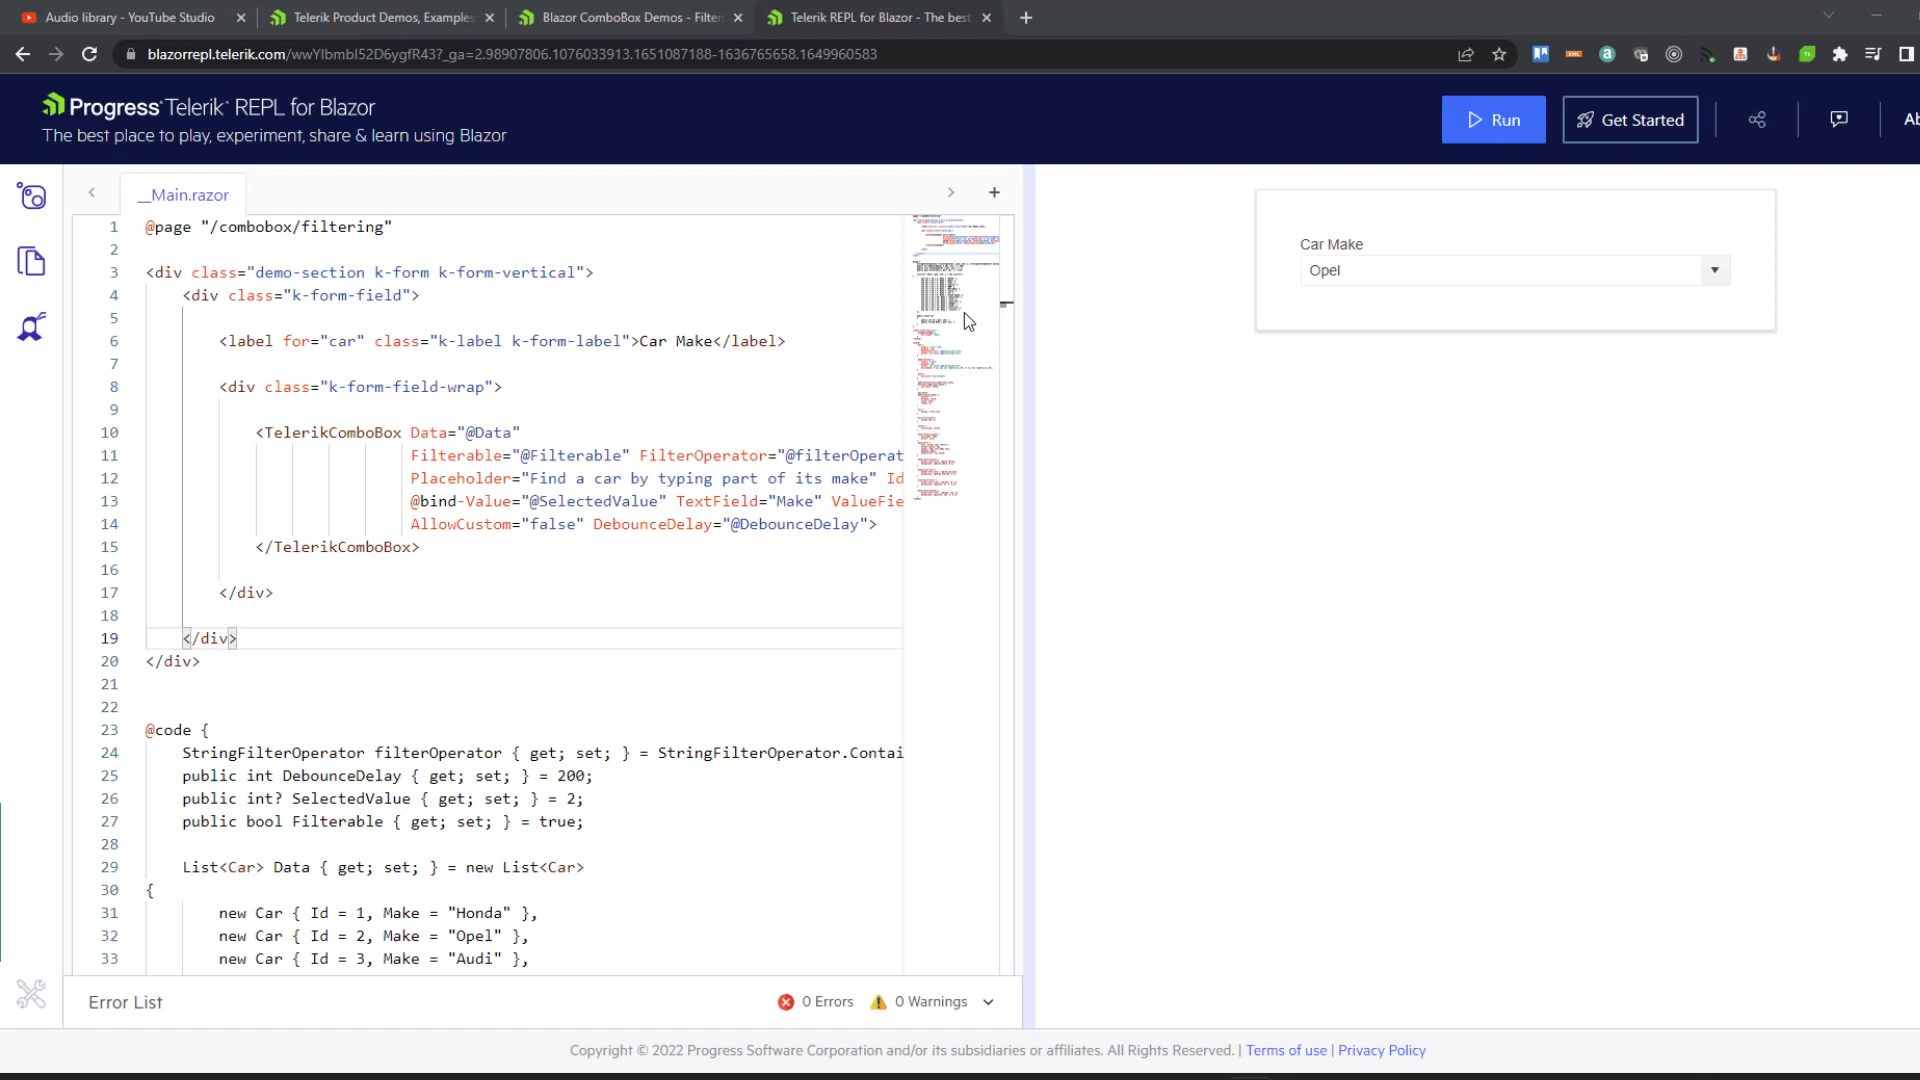 Audio library - YouTube Studio
Telerik Product Demos, Examples
Blazor ComboBox Demos - Filter
Telerik REPL for Blazor - The best
blazorrepl.telerik.com/wwYlbmbl52D6ygfR43?_ga=2.98907806.1076033913.1651087188-1636765658.1649960583
Progress Telerik REPL for Blazor
The best place to play, experiment, share & learn using Blazor
Run
Get Started
Ab
__Main.razor
1 @page "/combobox/filtering"
2
3 <div class="demo-section k-form k-form-vertical">
4 <div class="k-form-field">
5
6 <label for="car" class="k-label k-form-label">Car Make</label>
7
8 <div class="k-form-field-wrap">
9
10 <TelerikComboBox Data="@Data"
11 Filterable="@Filterable" FilterOperator="@filterOperat
12 Placeholder="Find a car by typing part of its make" Id
13 @bind-Value="@SelectedValue" TextField="Make" ValueFie
14 AllowCustom="false" DebounceDelay="@DebounceDelay">
15 </TelerikComboBox>
16
17 </div>
18
19 </div>
20 </div>
21
22
23 @code {
24 StringFilterOperator filterOperator { get; set; } = StringFilterOperator.Contai
25 public int DebounceDelay { get; set; } = 200;
26 public int? SelectedValue { get; set; } = 2;
27 public bool Filterable { get; set; } = true;
28
29 List<Car> Data { get; set; } = new List<Car>
30 {
31 new Car { Id = 1, Make = "Honda" },
32 new Car { Id = 2, Make = "Opel" },
33 new Car { Id = 3, Make = "Audi" },
Car Make
Opel
Error List
0 Errors
0 Warnings
Copyright © 2022 Progress Software Corporation and/or its subsidiaries or affiliates. All Rights Reserved. | Terms of use | Privacy Policy